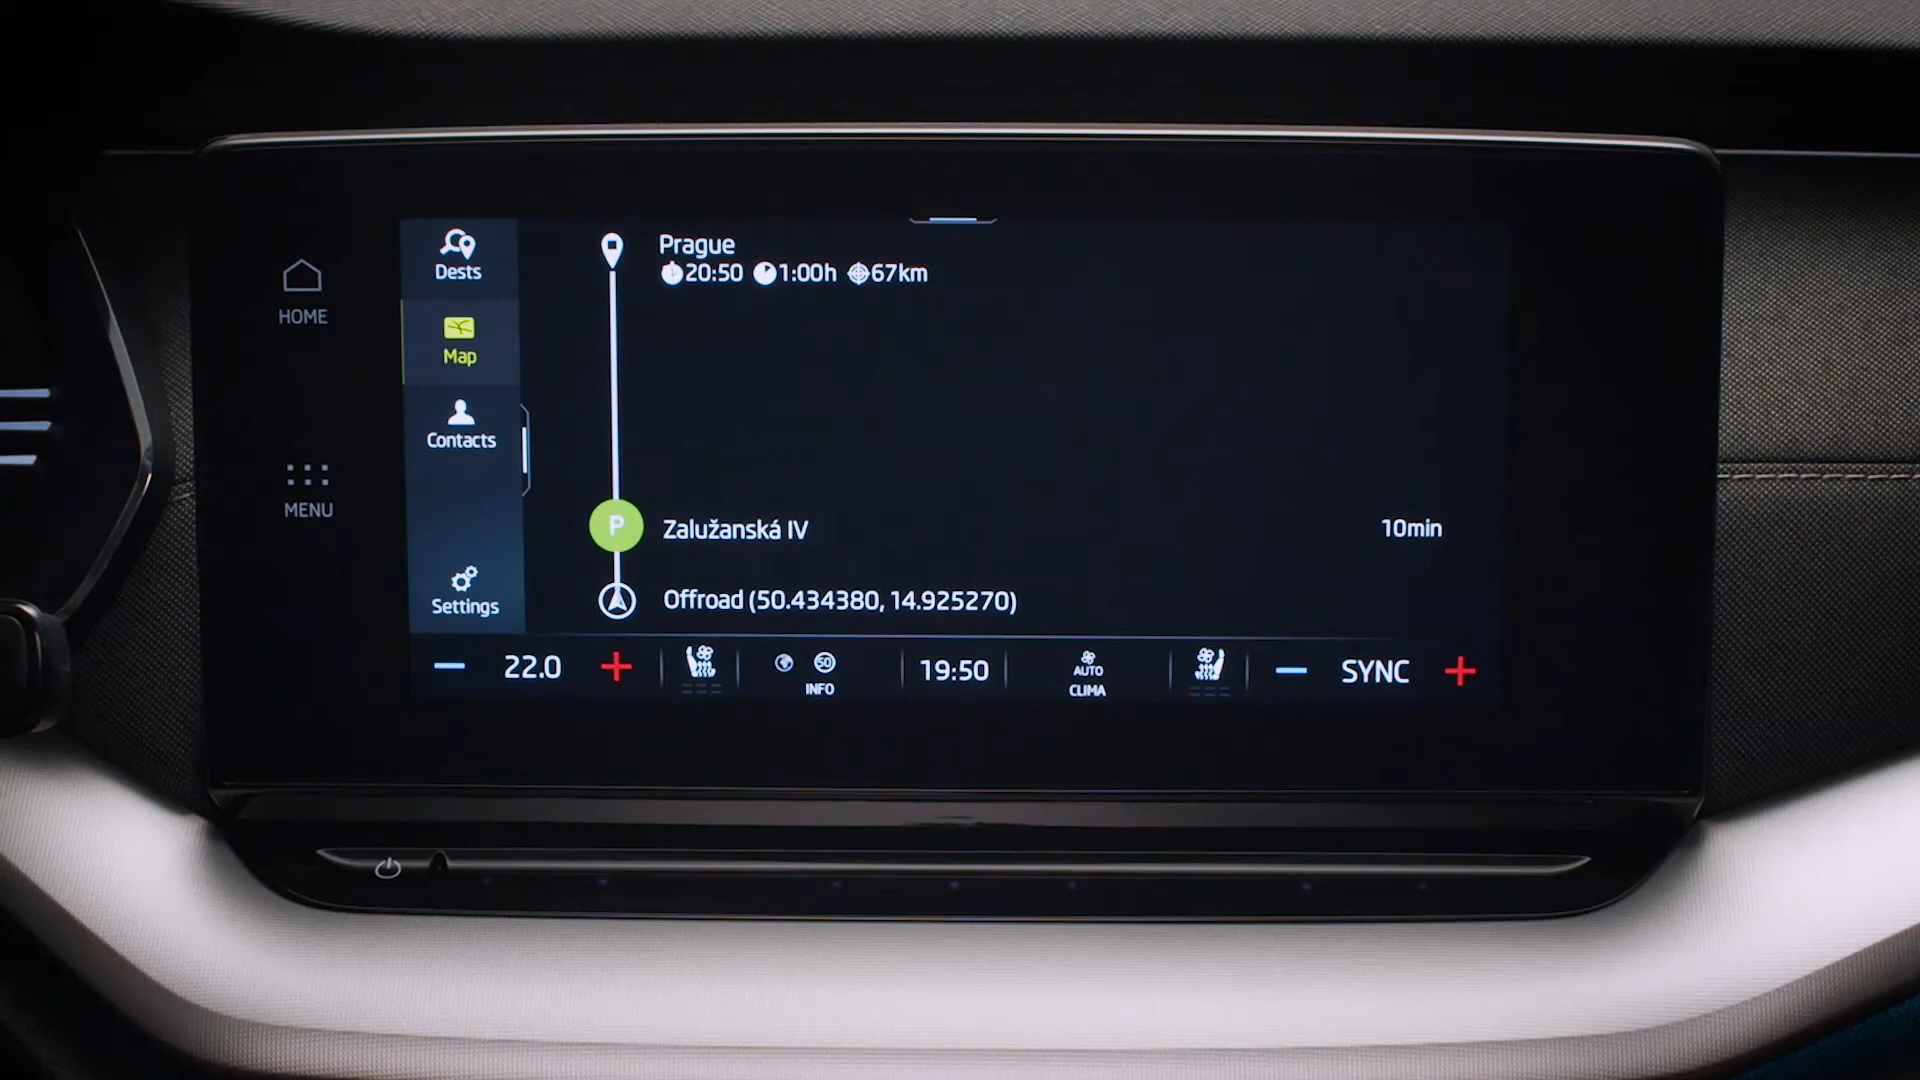 HOME
MENU
Dests
Map
Contacts
Settings
Prague
20:50 1:00h 67km
P
Zalužanská IV 10min
Offroad (50.434380, 14.925270)
22.0
50
INFO
19:50
AUTO
CLIMA
SYNC